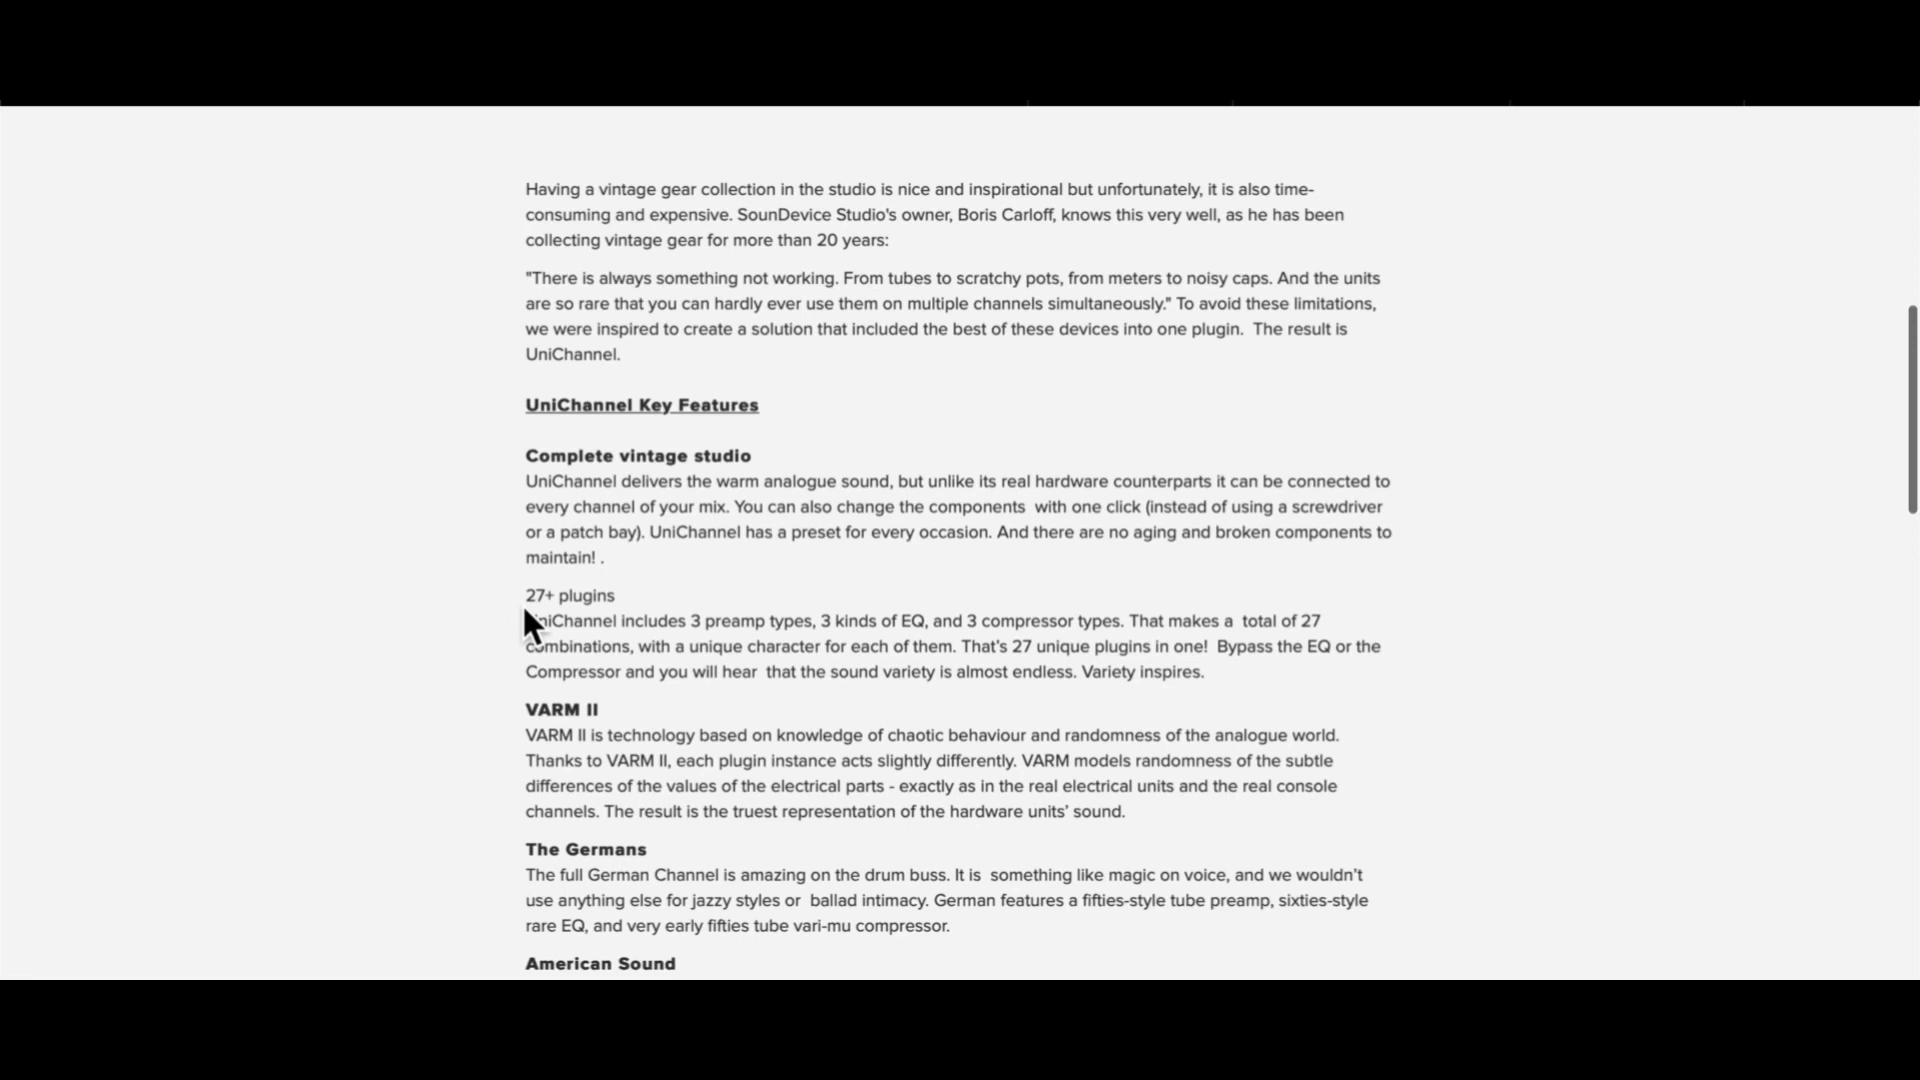 Having a vintage gear collection in the studio is nice and inspirational but unfortunately, it is also time-
consuming and expensive. SounDevice Studio's owner, Boris Carloff, knows this very well, as he has been
collecting vintage gear for more than 20 years:
"There is always something not working. From tubes to scratchy pots, from meters to noisy caps. And the units
are so rare that you can hardly ever use them on multiple channels simultaneously." To avoid these limitations,
we were inspired to create a solution that included the best of these devices into one plugin.  The result is
UniChannel.
UniChannel Key Features
Complete vintage studio
UniChannel delivers the warm analogue sound, but unlike its real hardware counterparts it can be connected to
every channel of your mix. You can also change the components  with one click (instead of using a screwdriver
or a patch bay). UniChannel has a preset for every occasion. And there are no aging and broken components to
maintain! .
27+ plugins
UniChannel includes 3 preamp types, 3 kinds of EQ, and 3 compressor types. That makes a  total of 27
combinations, with a unique character for each of them. That's 27 unique plugins in one!  Bypass the EQ or the
Compressor and you will hear  that the sound variety is almost endless. Variety inspires.
VARM II
VARM II is technology based on knowledge of chaotic behaviour and randomness of the analogue world.
Thanks to VARM II, each plugin instance acts slightly differently. VARM models randomness of the subtle
differences of the values of the electrical parts - exactly as in the real electrical units and the real console
channels. The result is the truest representation of the hardware units' sound.
The Germans
The full German Channel is amazing on the drum buss. It is  something like magic on voice, and we wouldn't
use anything else for jazzy styles or  ballad intimacy. German features a fifties-style tube preamp, sixties-style
rare EQ, and very early fifties tube vari-mu compressor.
American Sound